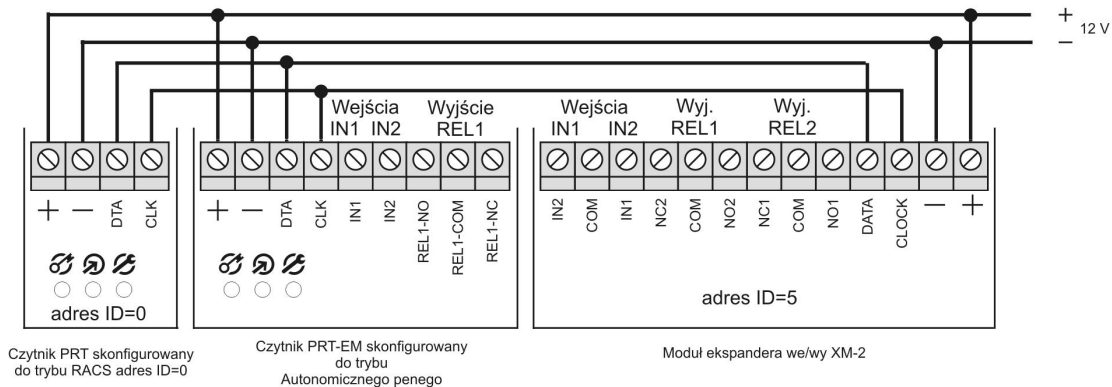 +
12 V
−
Wejścia
IN1 IN2
Wyjście
REL1
Wejścia
IN1 IN2
Wyj.
REL1
Wyj.
REL2
+ − DTA CLK
+ − DTA CLK IN1 IN2 REL1-NO REL1-COM REL1-NC
IN2 COM IN1 NC2 COM NO2 NC1 COM NO1 DATA CLOCK − +
adres ID=0
adres ID=5
Czytnik PRT skonfigurowany
do trybu RACS adres ID=0
Czytnik PRT-EM skonfigurowany
do trybu
Autonomicznego penego
Moduł ekspandera we/wy XM-2